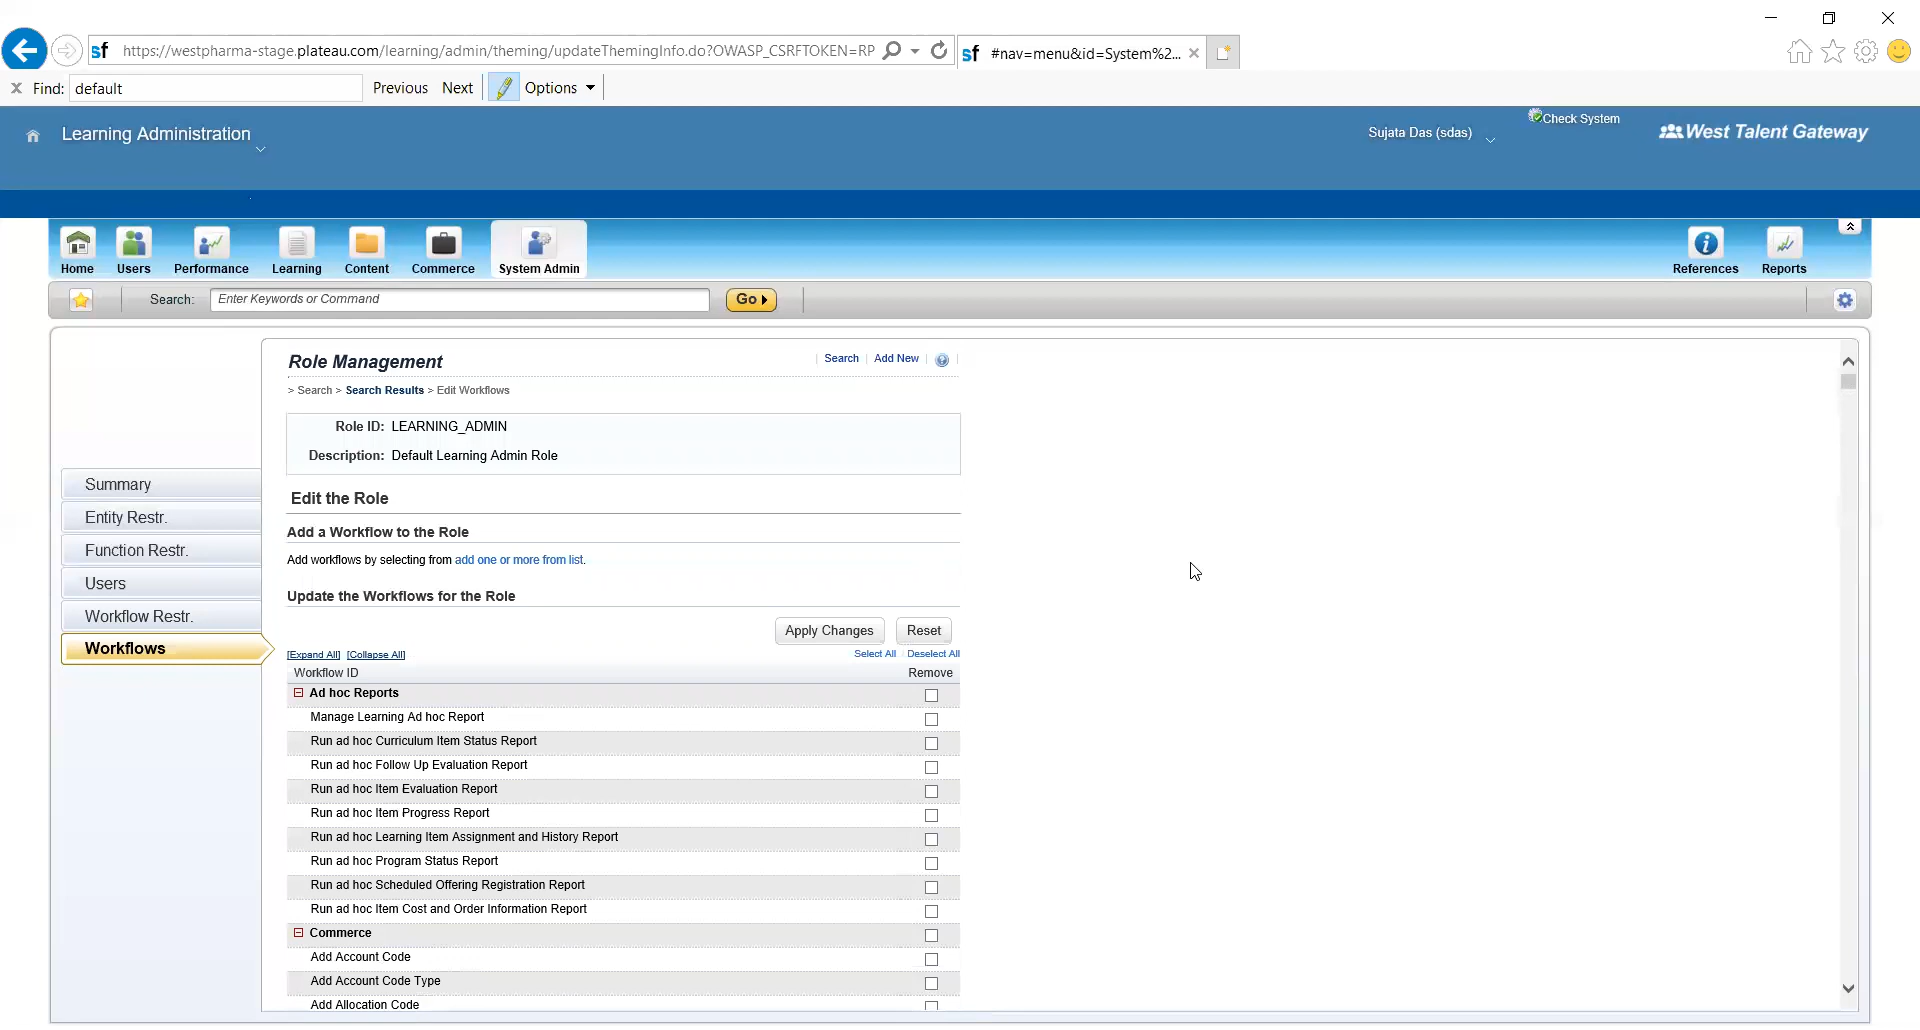 sf https://westpharma-stage.plateau.com/learning/admin/theming/updateThemingInfo.do?OWASP_CSRFTOKEN=RP
sf #nav=menu&id=System%2...
x Find: default Previous Next Options
Learning Administration
Sujata Das (sdas)
Check System
West Talent Gateway
Home Users Performance Learning Content Commerce System Admin References Reports
Search: Enter Keywords or Command Go
Role Management
Search Add New
> Search > Search Results > Edit Workflows
Role ID: LEARNING_ADMIN
Description: Default Learning Admin Role
Summary
Entity Restr.
Function Restr.
Users
Workflow Restr.
Workflows
Edit the Role
Add a Workflow to the Role
Add workflows by selecting from add one or more from list.
Update the Workflows for the Role
Apply Changes Reset
[Expand All] [Collapse All] Select All Deselect All
Workflow ID Remove
Ad hoc Reports
Manage Learning Ad hoc Report
Run ad hoc Curriculum Item Status Report
Run ad hoc Follow Up Evaluation Report
Run ad hoc Item Evaluation Report
Run ad hoc Item Progress Report
Run ad hoc Learning Item Assignment and History Report
Run ad hoc Program Status Report
Run ad hoc Scheduled Offering Registration Report
Run ad hoc Item Cost and Order Information Report
Commerce
Add Account Code
Add Account Code Type
Add Allocation Code